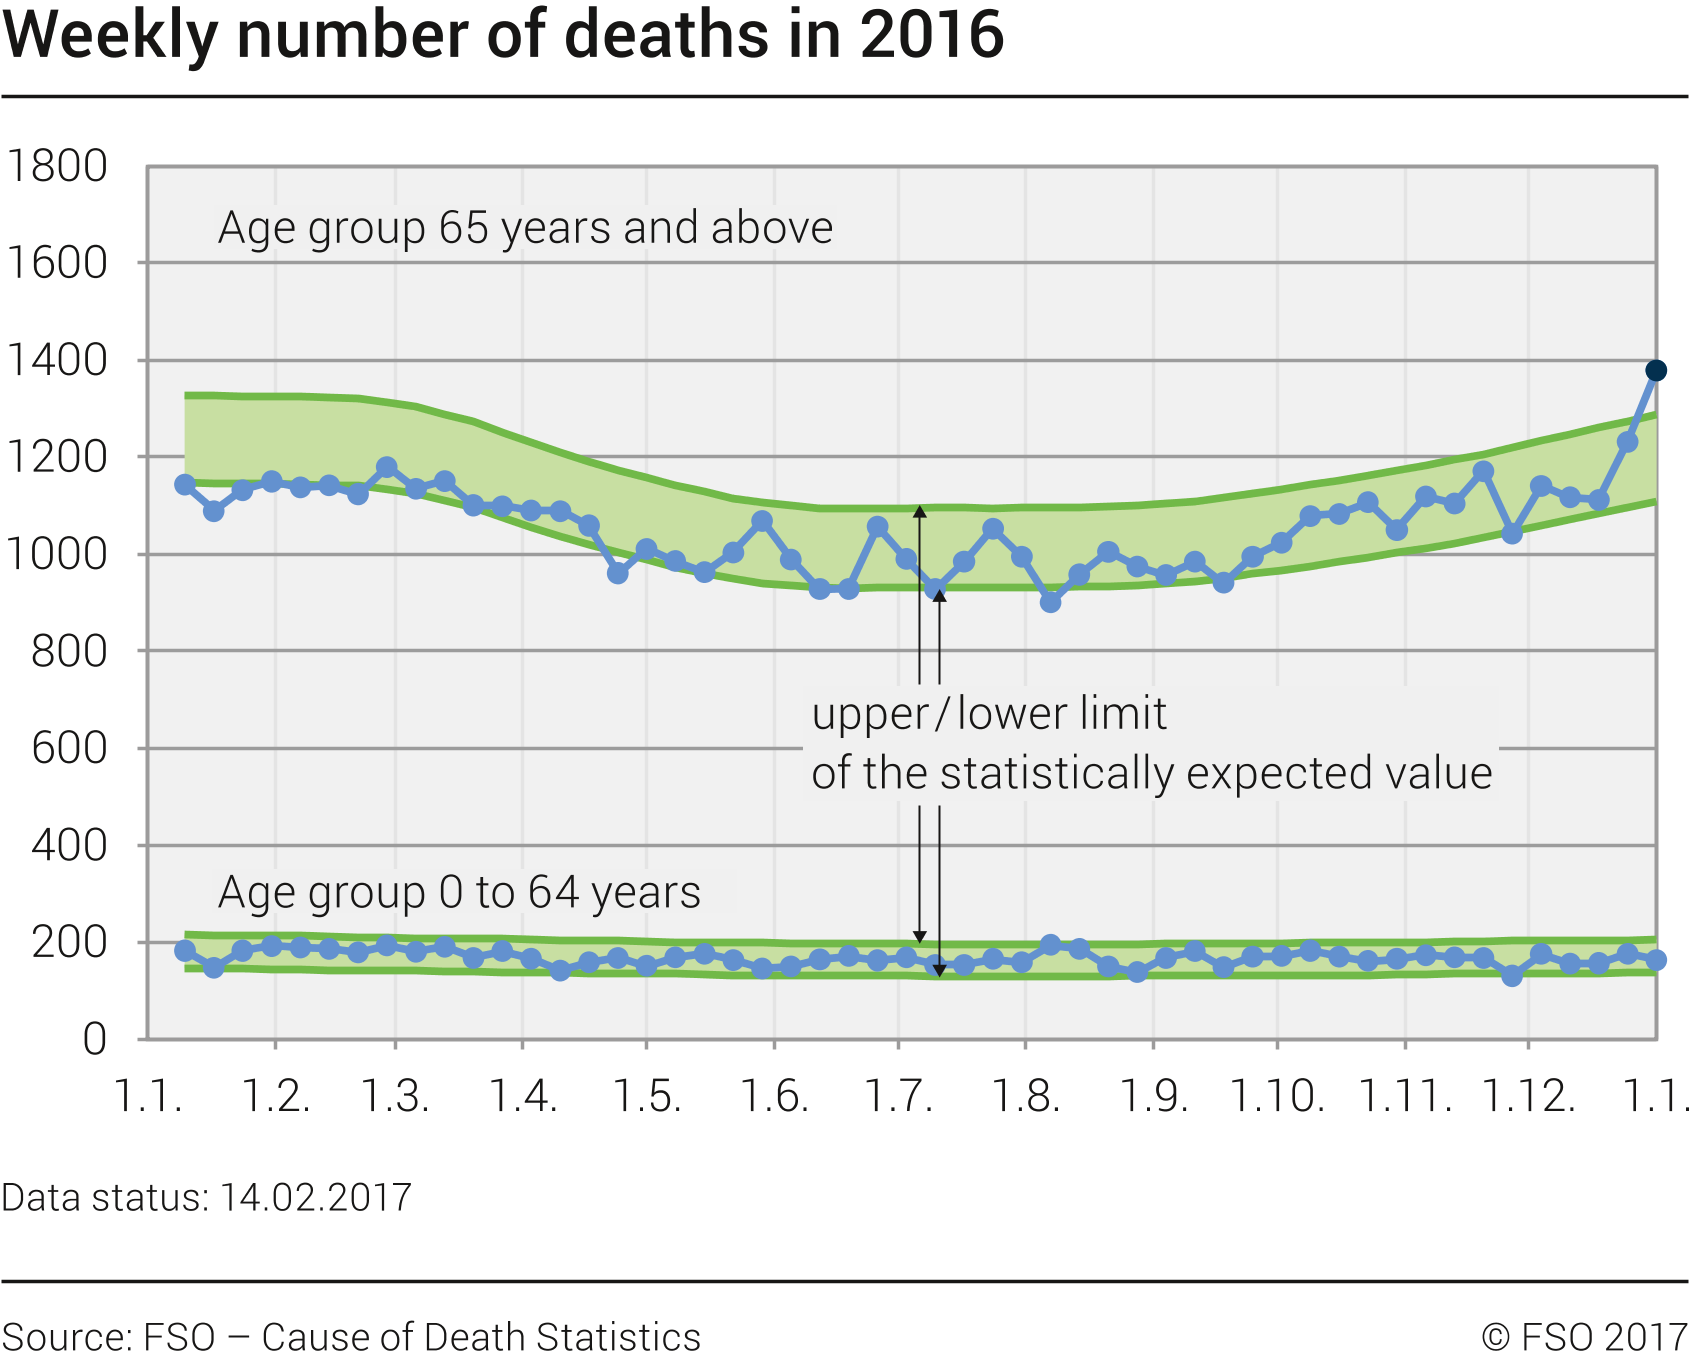 Weekly number of deaths in 2016
1800
Age group 65 years and above
1600
1400
1200
1000
800
upper/lower limit
600
of the statistically expected value
400
Age group 0 to 64 years
200
0
1.1. 1.2. 1.3. 1.4. 1.5. 1.6. 1.7. 1.8. 1.9. 1.10. 1.11. 1.12. 1.1.
Data status: 14.02.2017
Source: FSO – Cause of Death Statistics
© FSO 2017